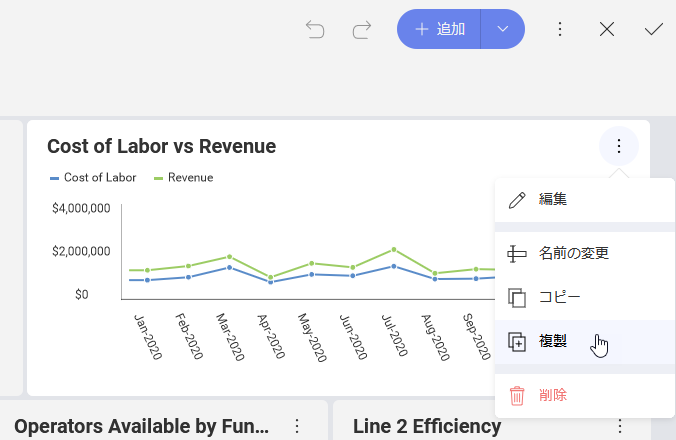 追加
Cost of Labor vs Revenue
Cost of Labor Revenue
$4,000,000
$2,000,000
$0
Jan-2020 Feb-2020 Mar-2020 Apr-2020 May-2020 Jun-2020 Jul-2020 Aug-2020 Sep-2020
編集
名前の変更
コピー
複製
削除
Operators Available by Fun...
Line 2 Efficiency